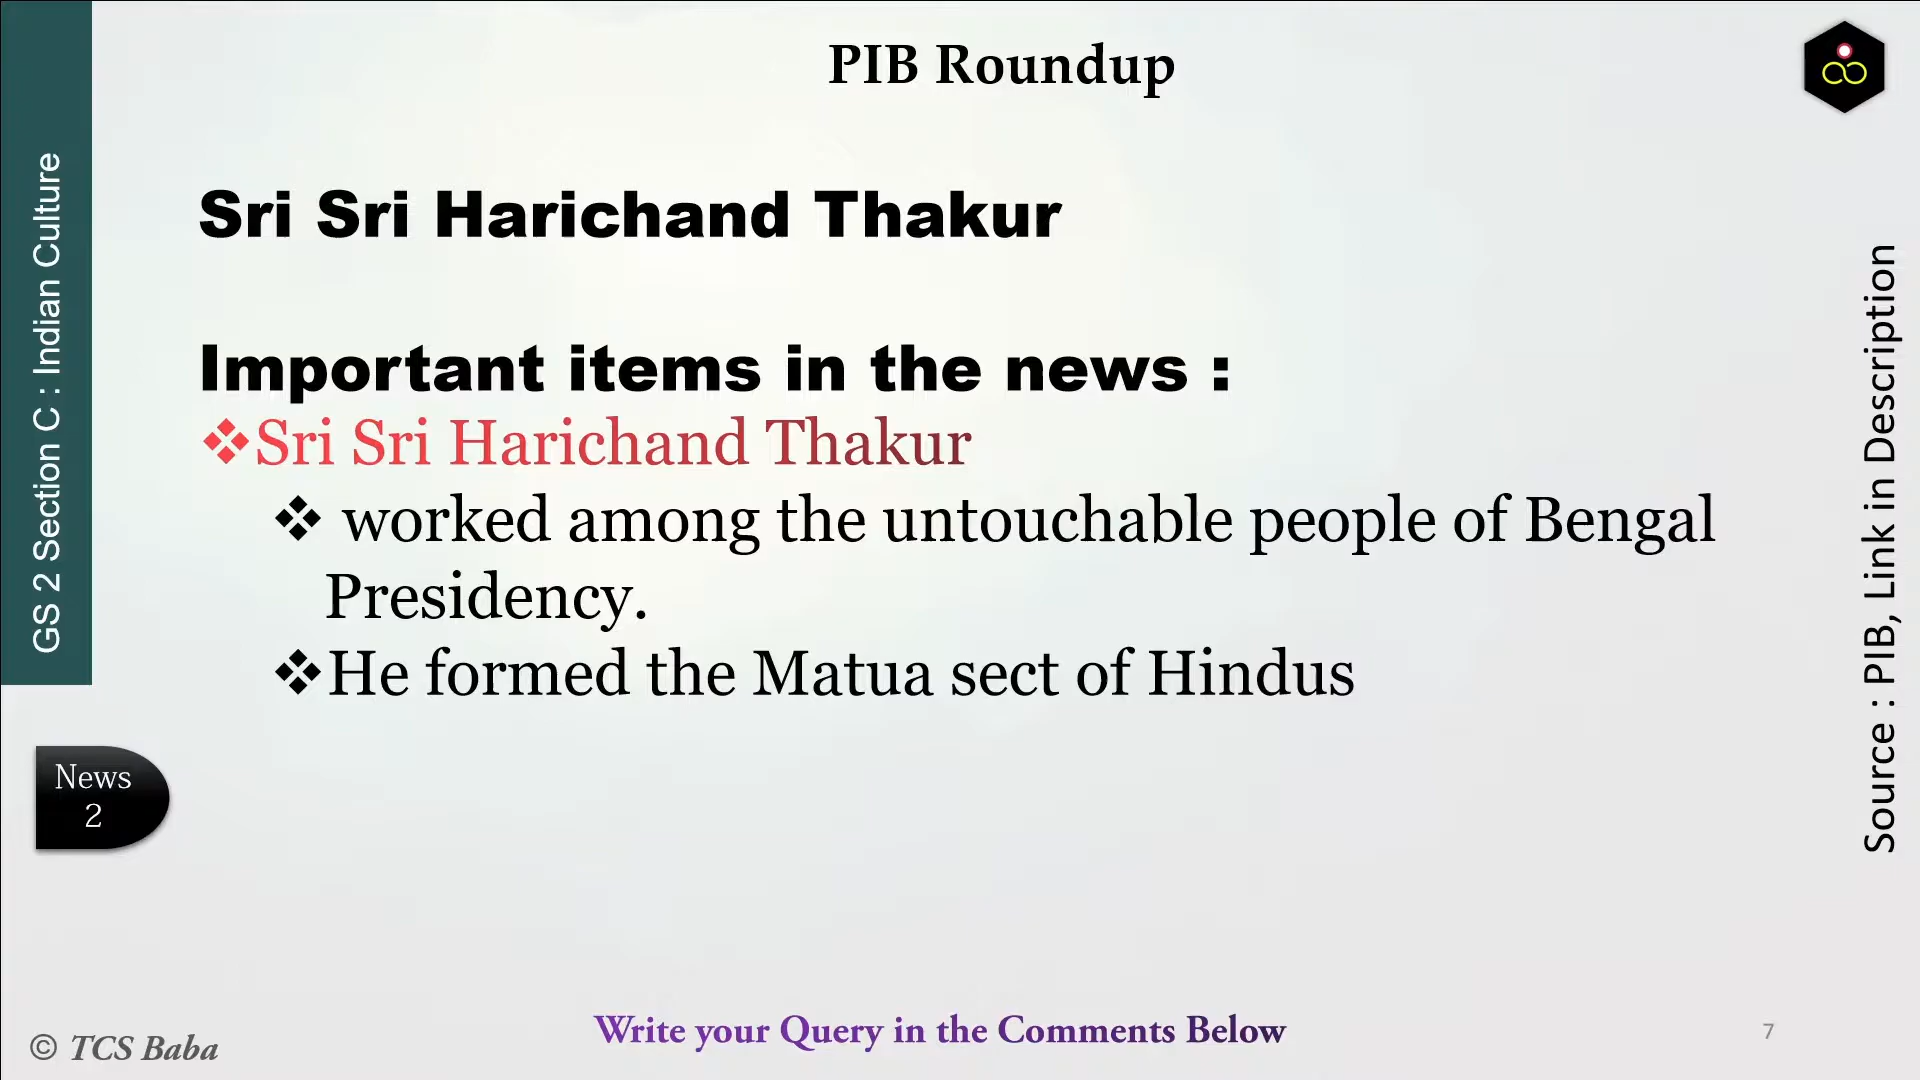 PIB Roundup
GS 2 Section C : Indian Culture
Sri Sri Harichand Thakur
Important items in the news :
❖Sri Sri Harichand Thakur
❖ worked among the untouchable people of Bengal
Presidency.
❖He formed the Matua sect of Hindus
Source : PIB, Link in Description
News
2
© TCS Baba
Write your Query in the Comments Below
7